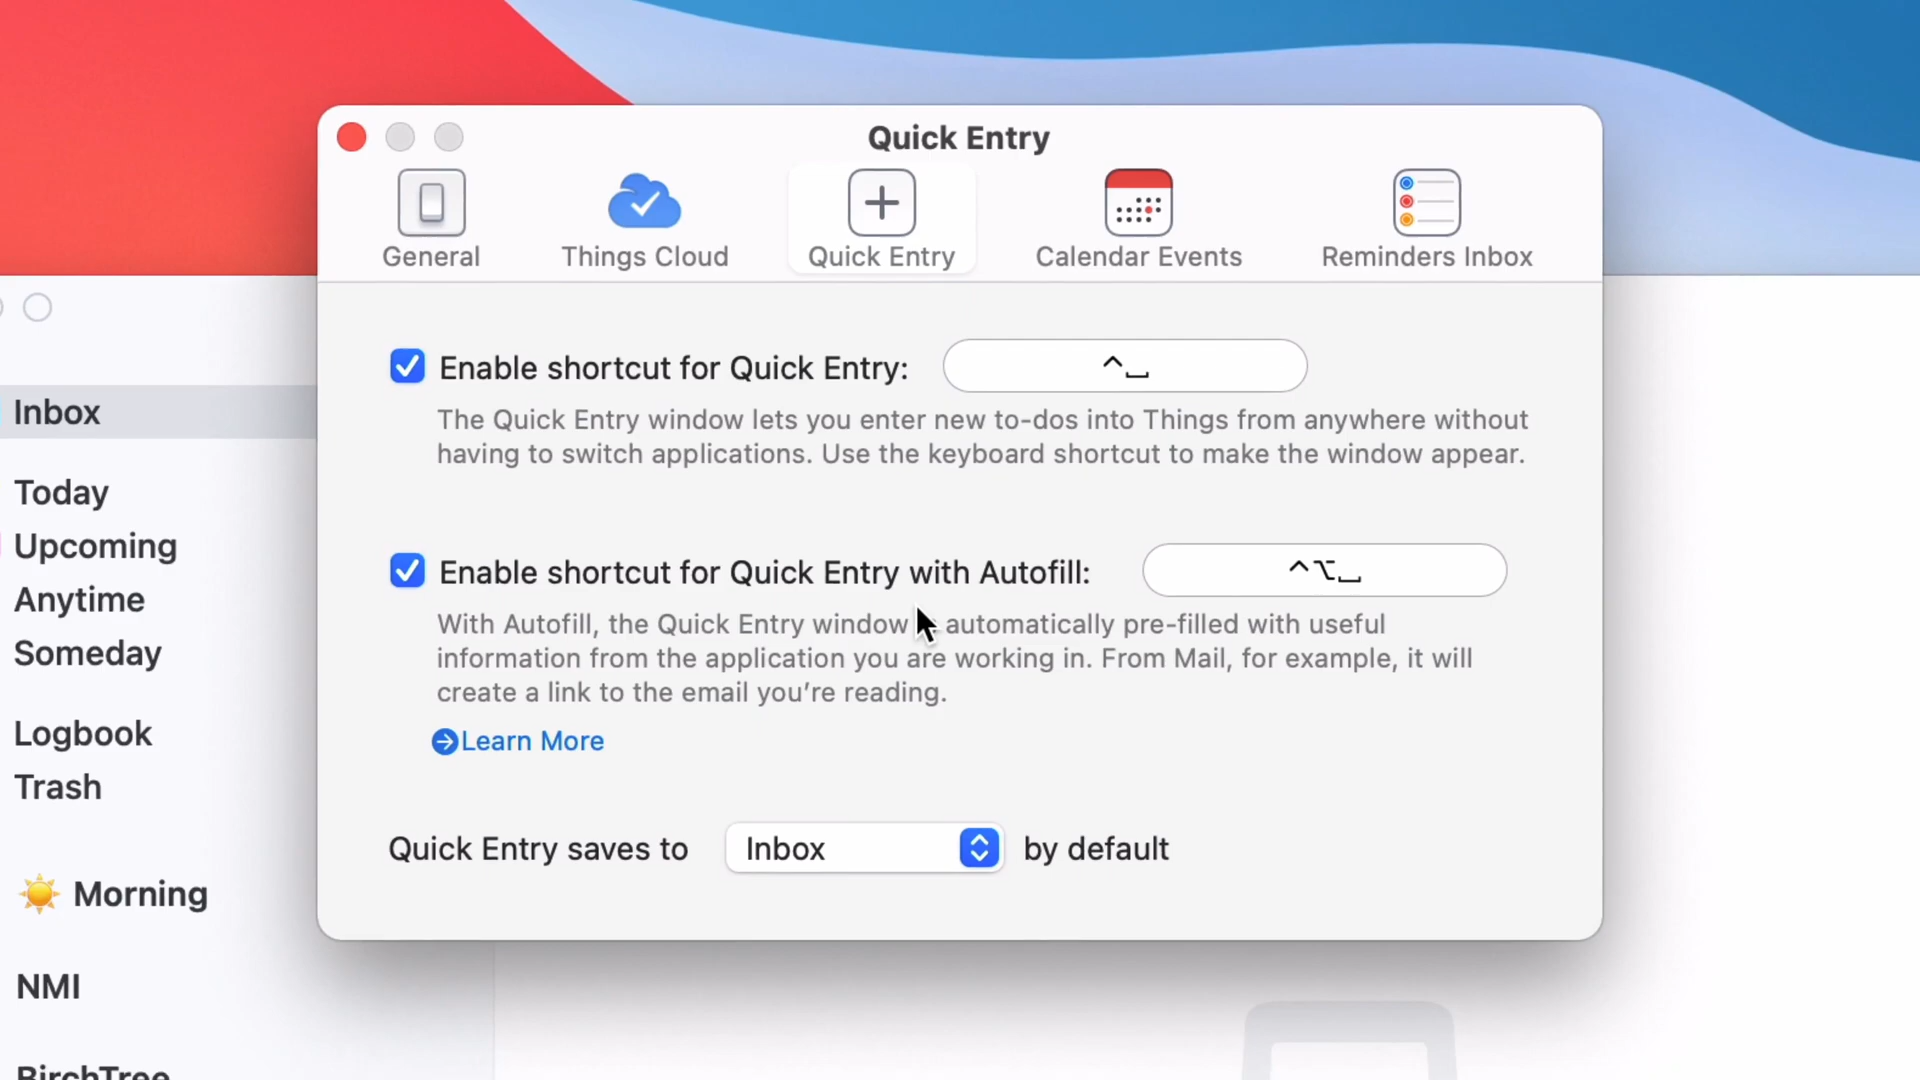 Quick Entry
General
Things Cloud
Quick Entry
Calendar Events
Reminders Inbox
Enable shortcut for Quick Entry:
^⎵
The Quick Entry window lets you enter new to-dos into Things from anywhere without
having to switch applications. Use the keyboard shortcut to make the window appear.
Enable shortcut for Quick Entry with Autofill:
^⌥⎵
With Autofill, the Quick Entry window automatically pre-filled with useful
information from the application you are working in. From Mail, for example, it will
create a link to the email you’re reading.
Learn More
Quick Entry saves to
Inbox
by default
Inbox
Today
Upcoming
Anytime
Someday
Logbook
Trash
Morning
NMI
BirchTree